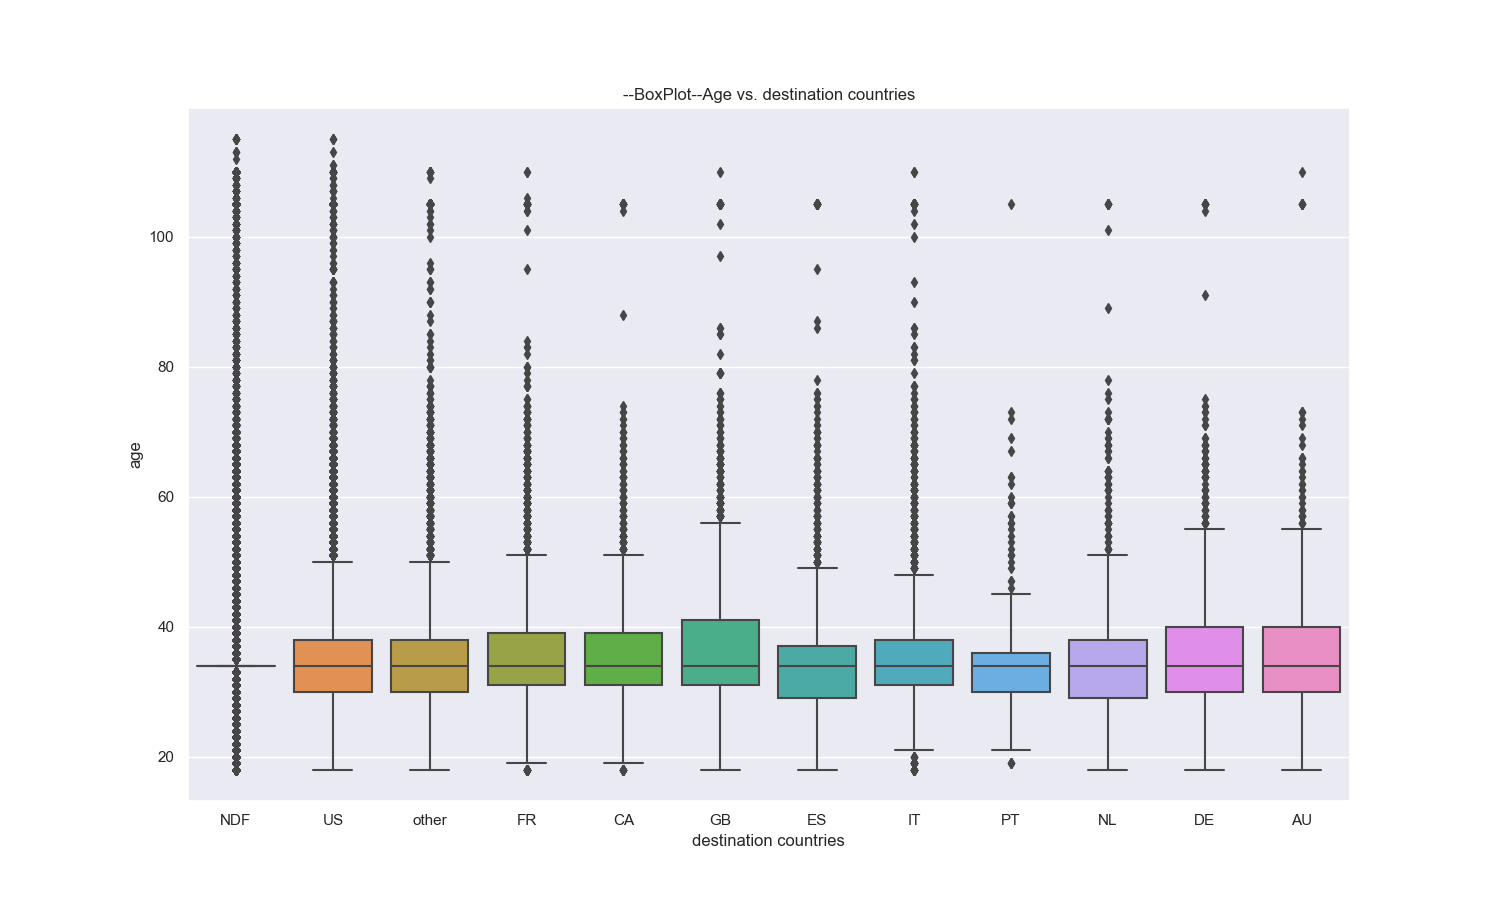 --BoxPlot--Age vs. destination countries
100
80
60
40
20
age
NDF US other FR CA GB ES IT PT NL DE AU
destination countries